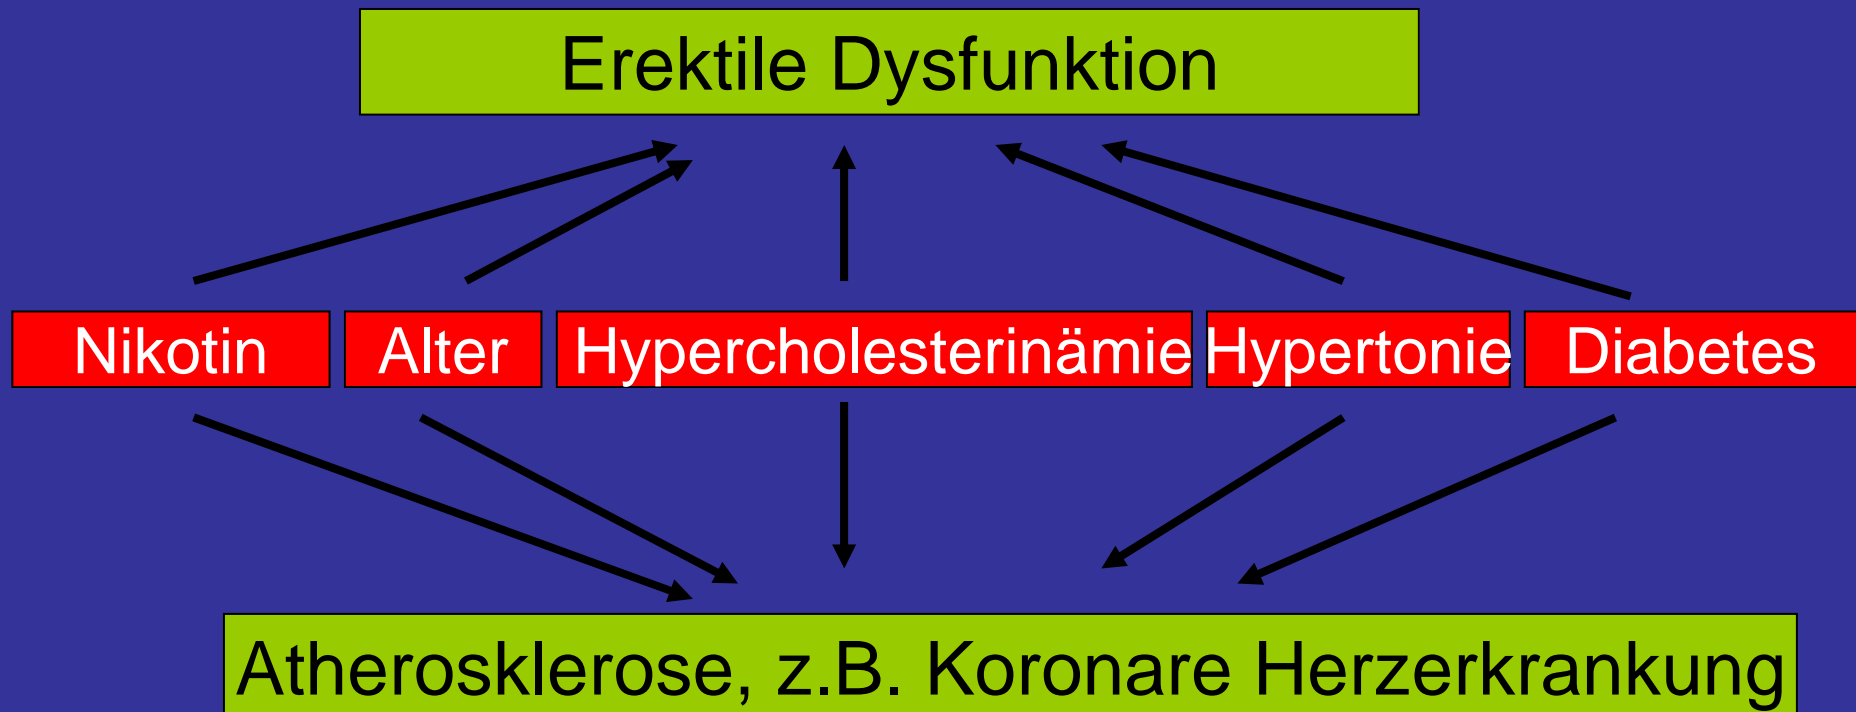 Erektile Dysfunktion
Nikotin Alter Hypercholesterinämie Hypertonie Diabetes
Atherosklerose, z.B. Koronare Herzerkrankung